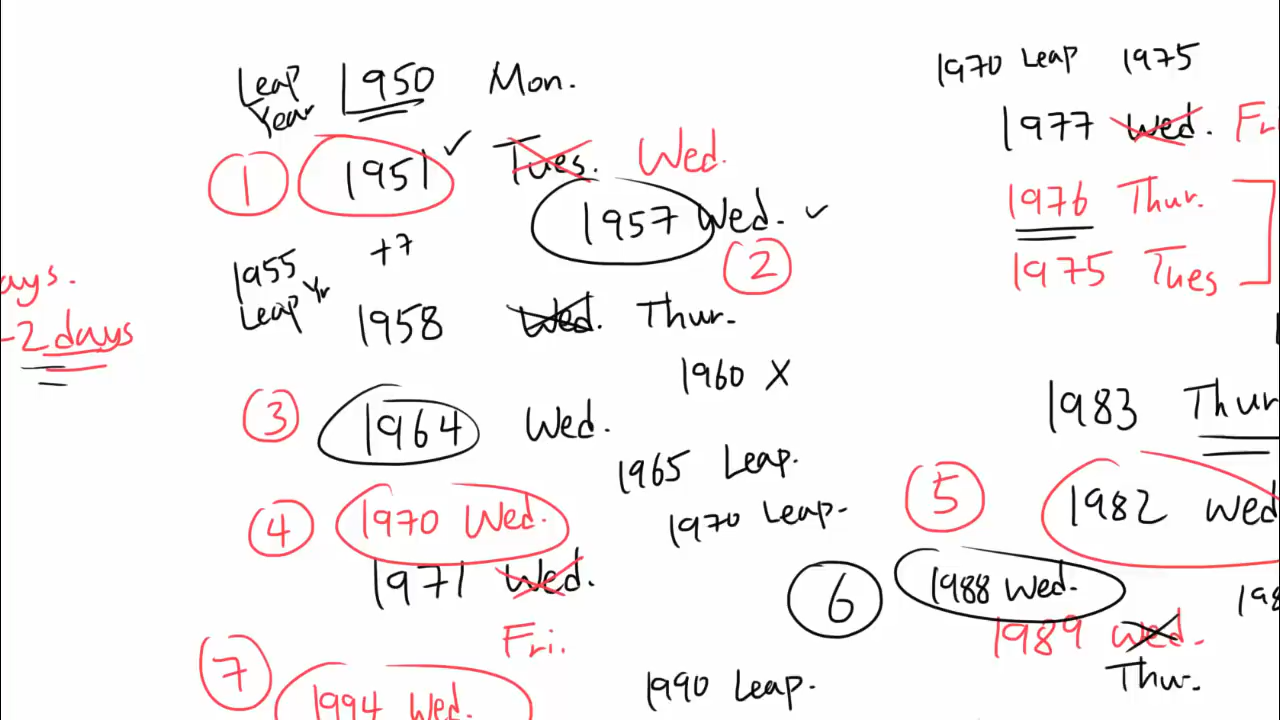 Leap 1950 Mon.
Year
1 1951 Tues. Wed.
1957 Wed.
2
+7
1955
Leap Yr
1958 Wed. Thur.
1960 X
3 1964 Wed.
1965 Leap.
4 1970 Wed.
1970 Leap.
1971 Wed.
Fri.
7 1994 Wed.
1990 Leap.
ays.
-2 days
1970 Leap 1975
1977 Wed. Fr
1976 Thur.
1975 Tues
1983 Thur
5 1982 Wed
6 1988 Wed.
198
1989 Wed.
Thur.